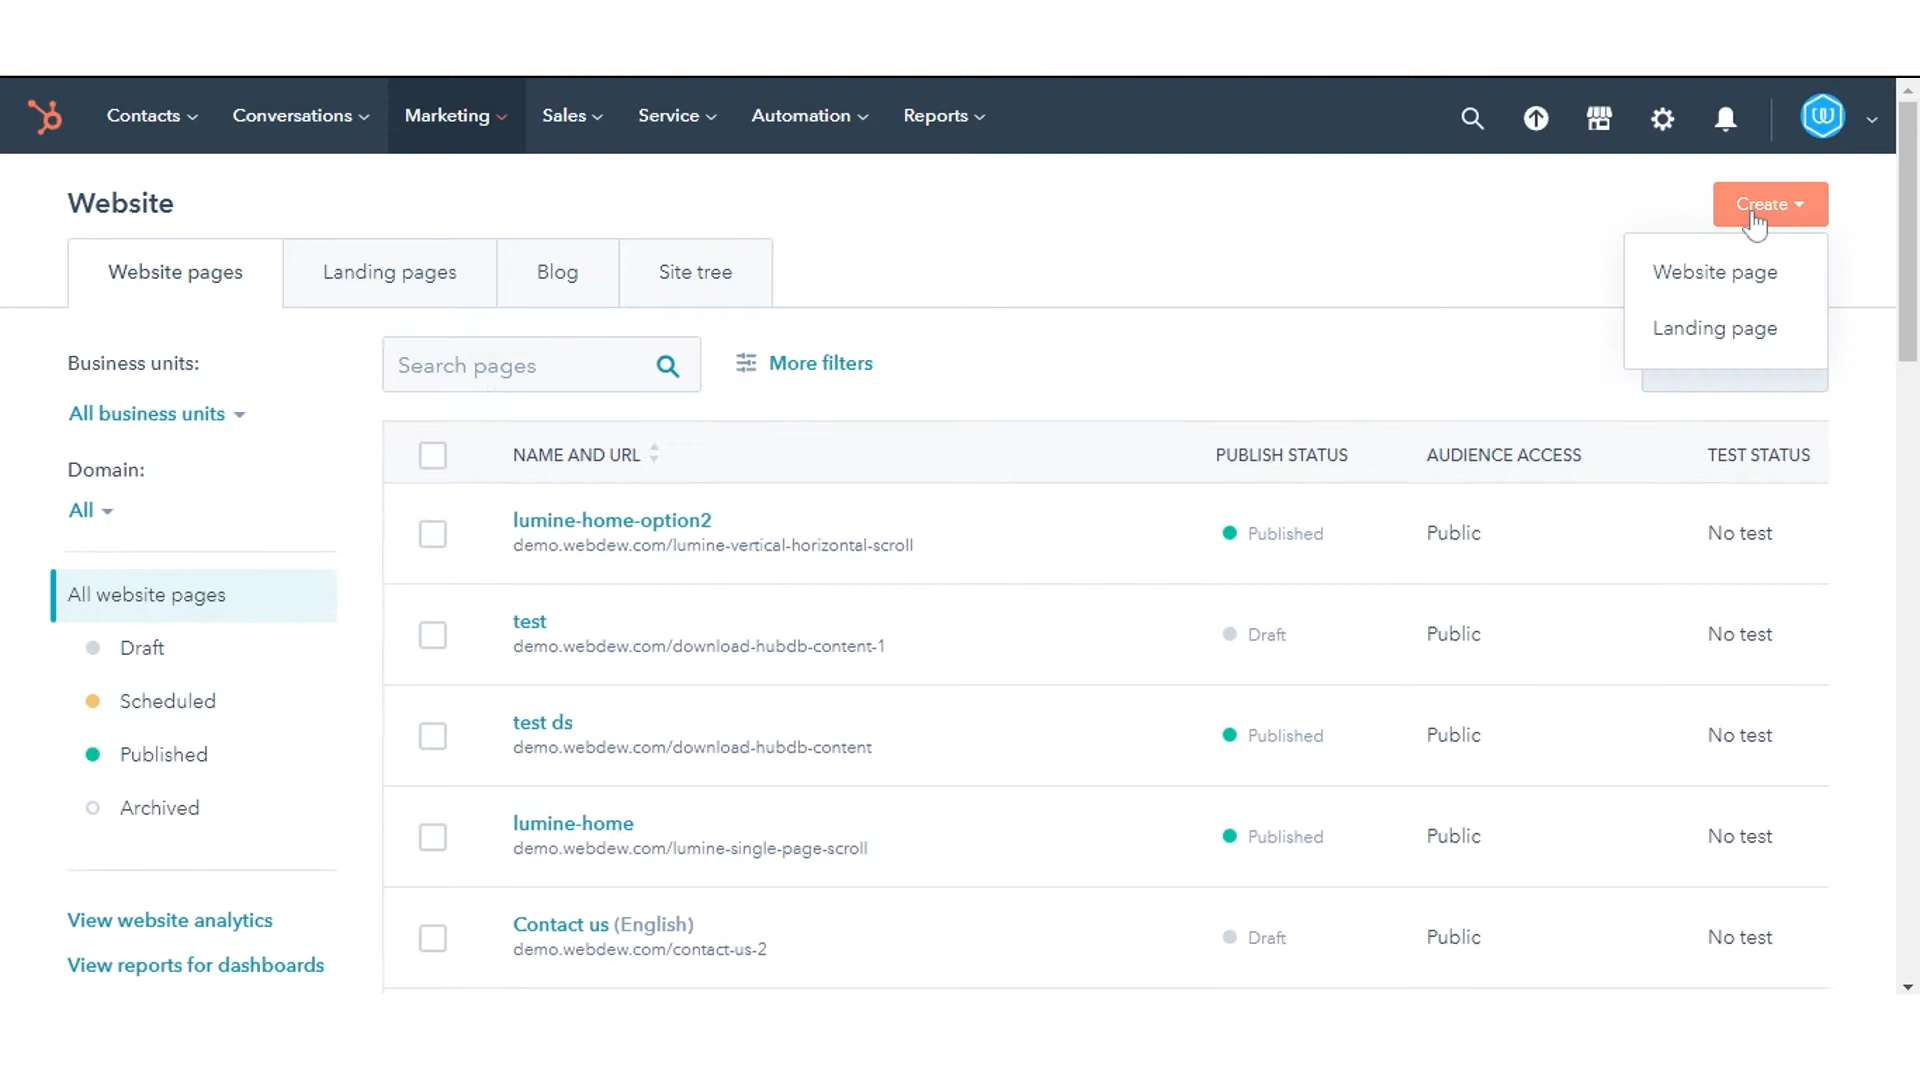 Contacts Conversations Marketing Sales Service Automation Reports
Website
Create
Website pages Landing pages Blog Site tree
Website page
Landing page
Business units:
All business units
Domain:
All
All website pages
Draft
Scheduled
Published
Archived
View website analytics
View reports for dashboards
Search pages
More filters
NAME AND URL PUBLISH STATUS AUDIENCE ACCESS TEST STATUS
lumine-home-option2
demo.webdew.com/lumine-vertical-horizontal-scroll
Published Public No test
test
demo.webdew.com/download-hubdb-content-1
Draft Public No test
test ds
demo.webdew.com/download-hubdb-content
Published Public No test
lumine-home
demo.webdew.com/lumine-single-page-scroll
Published Public No test
Contact us (English)
demo.webdew.com/contact-us-2
Draft Public No test